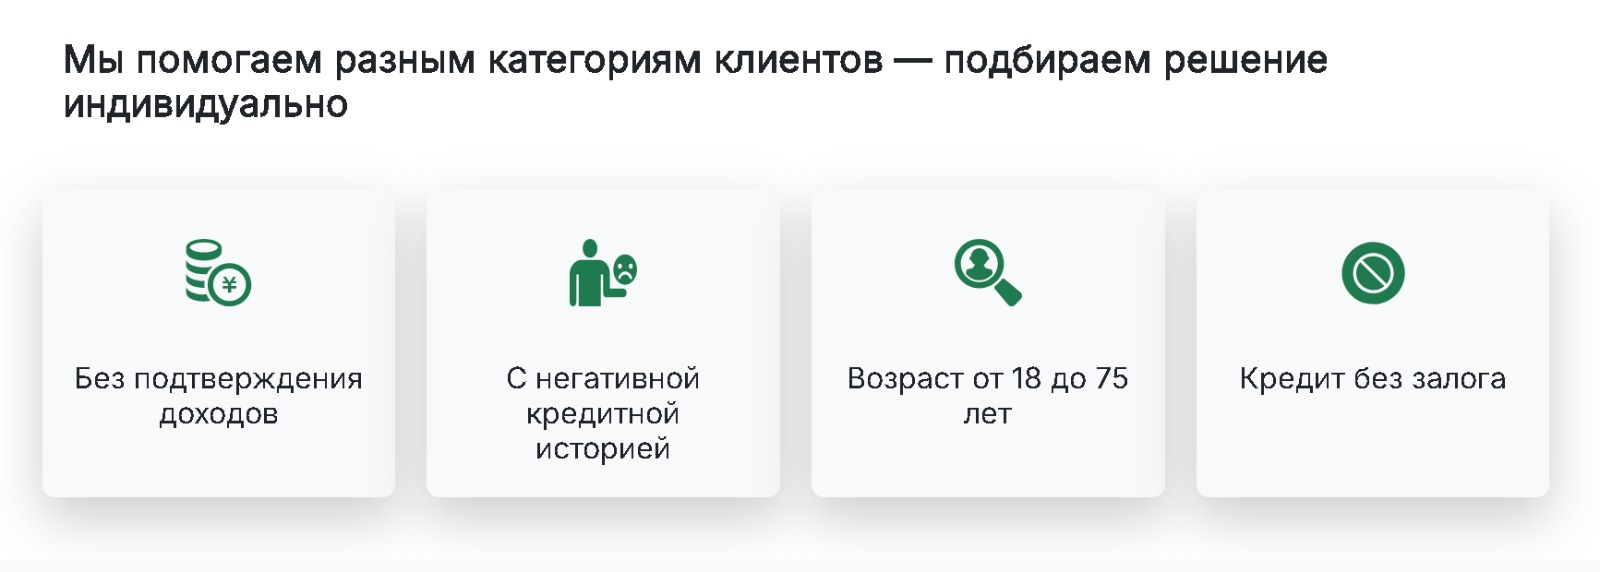 Мы помогаем разным категориям клиентов — подбираем решение
индивидуально
¥
Без подтверждения
доходов
С негативной
кредитной
историей
Возраст от 18 до 75
лет
Кредит без залога